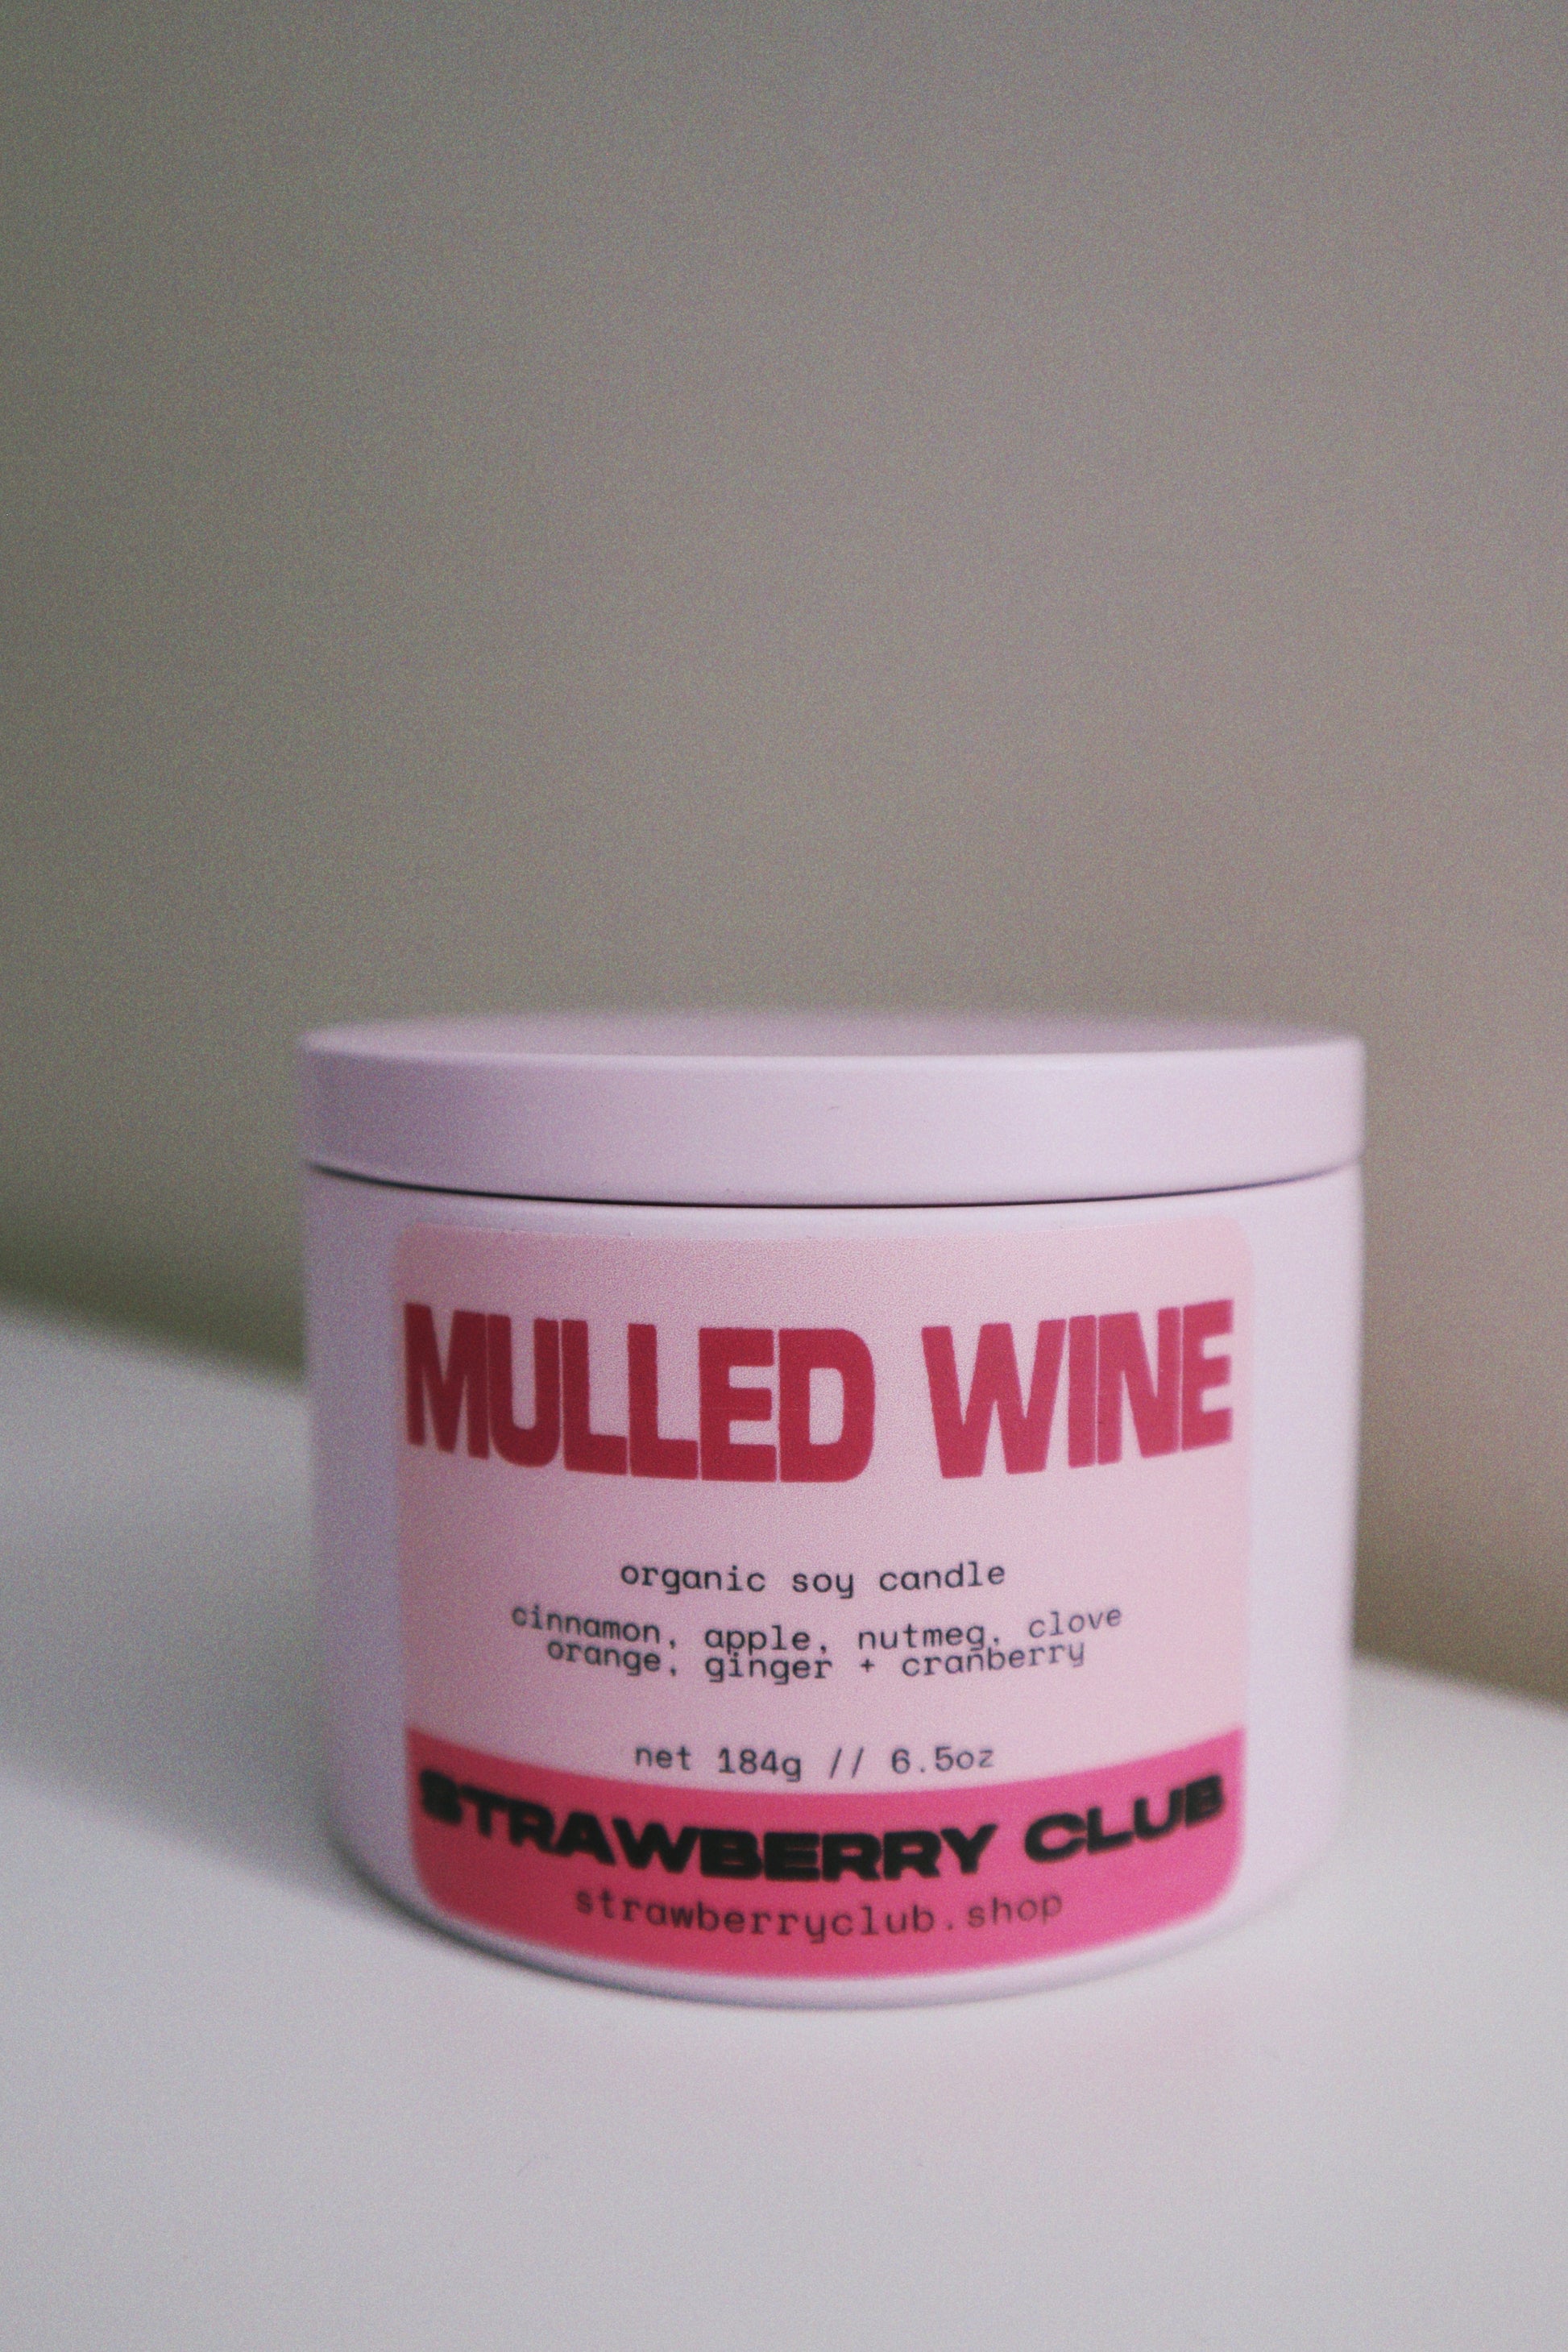 MULLED WINE
organic soy candle
cinnamon, apple, nutmeg, clove
orange, ginger + cranberry
net 184g // 6.5oz
STRAWBERRY CLUB
strawberryclub.shop